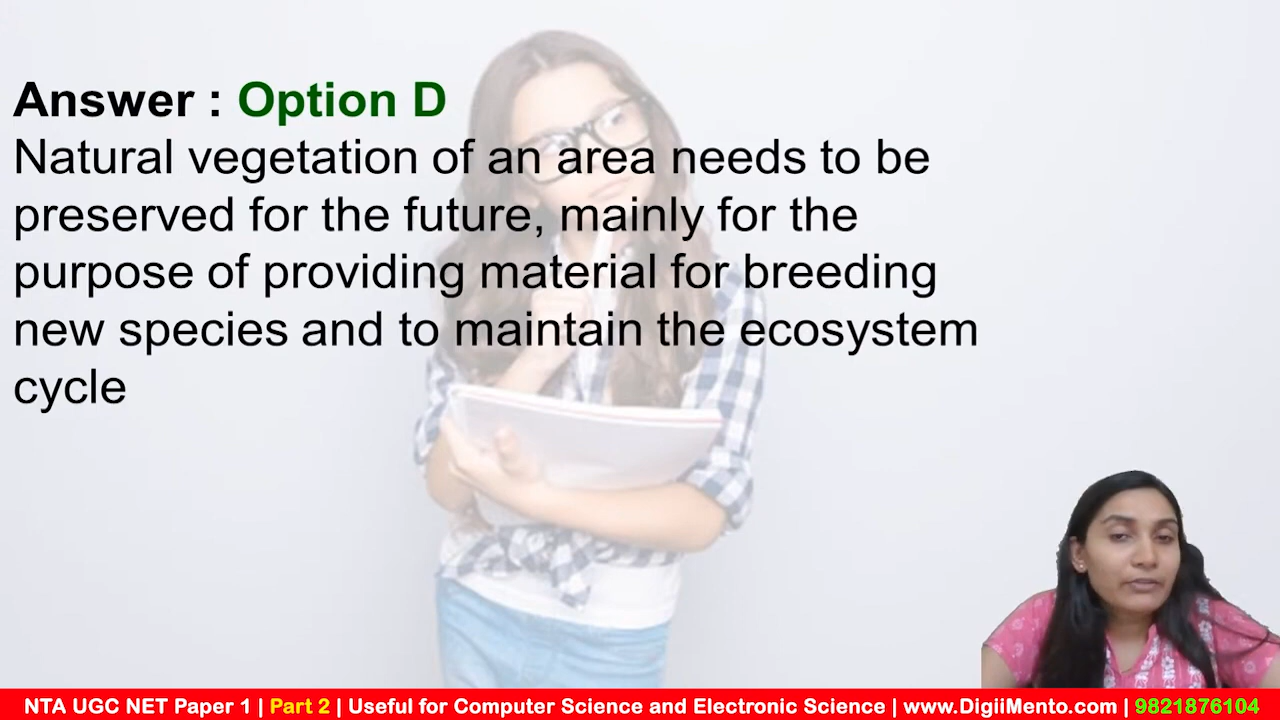 Answer : Option D
Natural vegetation of an area needs to be
preserved for the future, mainly for the
purpose of providing material for breeding
new species and to maintain the ecosystem
cycle
NTA UGC NET Paper 1 | Part 2 | Useful for Computer Science and Electronic Science | www.DigiiMento.com | 9821876104